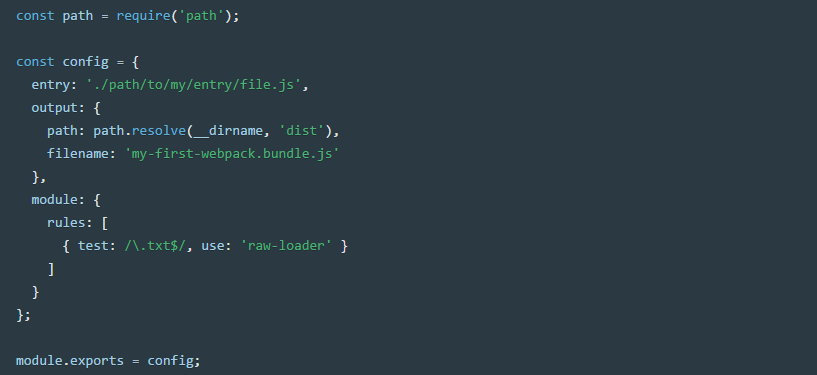 const path = require('path');
const config = {
entry: './path/to/my/entry/file.js',
output: {
path: path.resolve(__dirname, 'dist'),
filename: 'my-first-webpack.bundle.js'
},
module: {
rules: [
{ test: /\.txt$/, use: 'raw-loader' }
]
}
};
module.exports = config;